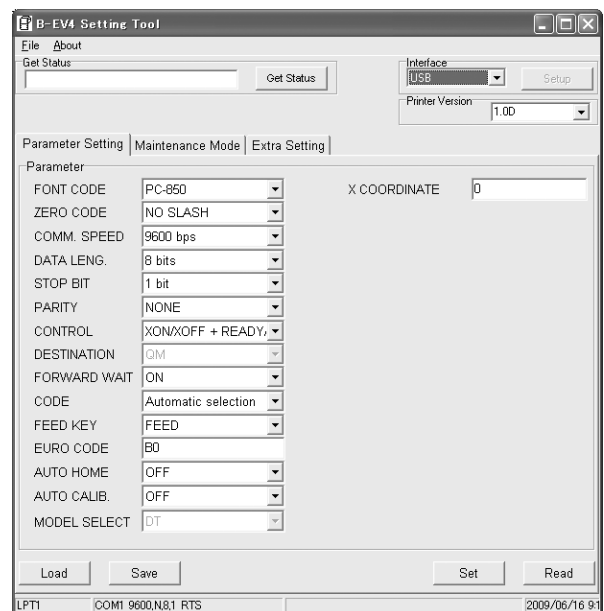 B-EV4 Setting Tool
File About
Get Status
Get Status
Interface
USB
Setup
Printer Version
1.0D
Parameter Setting Maintenance Mode Extra Setting
Parameter
FONT CODE PC-850 X COORDINATE 0
ZERO CODE NO SLASH
COMM. SPEED 9600 bps
DATA LENG. 8 bits
STOP BIT 1 bit
PARITY NONE
CONTROL XON/XOFF + READY/
DESTINATION QM
FORWARD WAIT ON
CODE Automatic selection
FEED KEY FEED
EURO CODE B0
AUTO HOME OFF
AUTO CALIB. OFF
MODEL SELECT DT
Load Save Set Read
LPT1 COM1 9600,N,8,1 RTS 2009/06/16 9:1